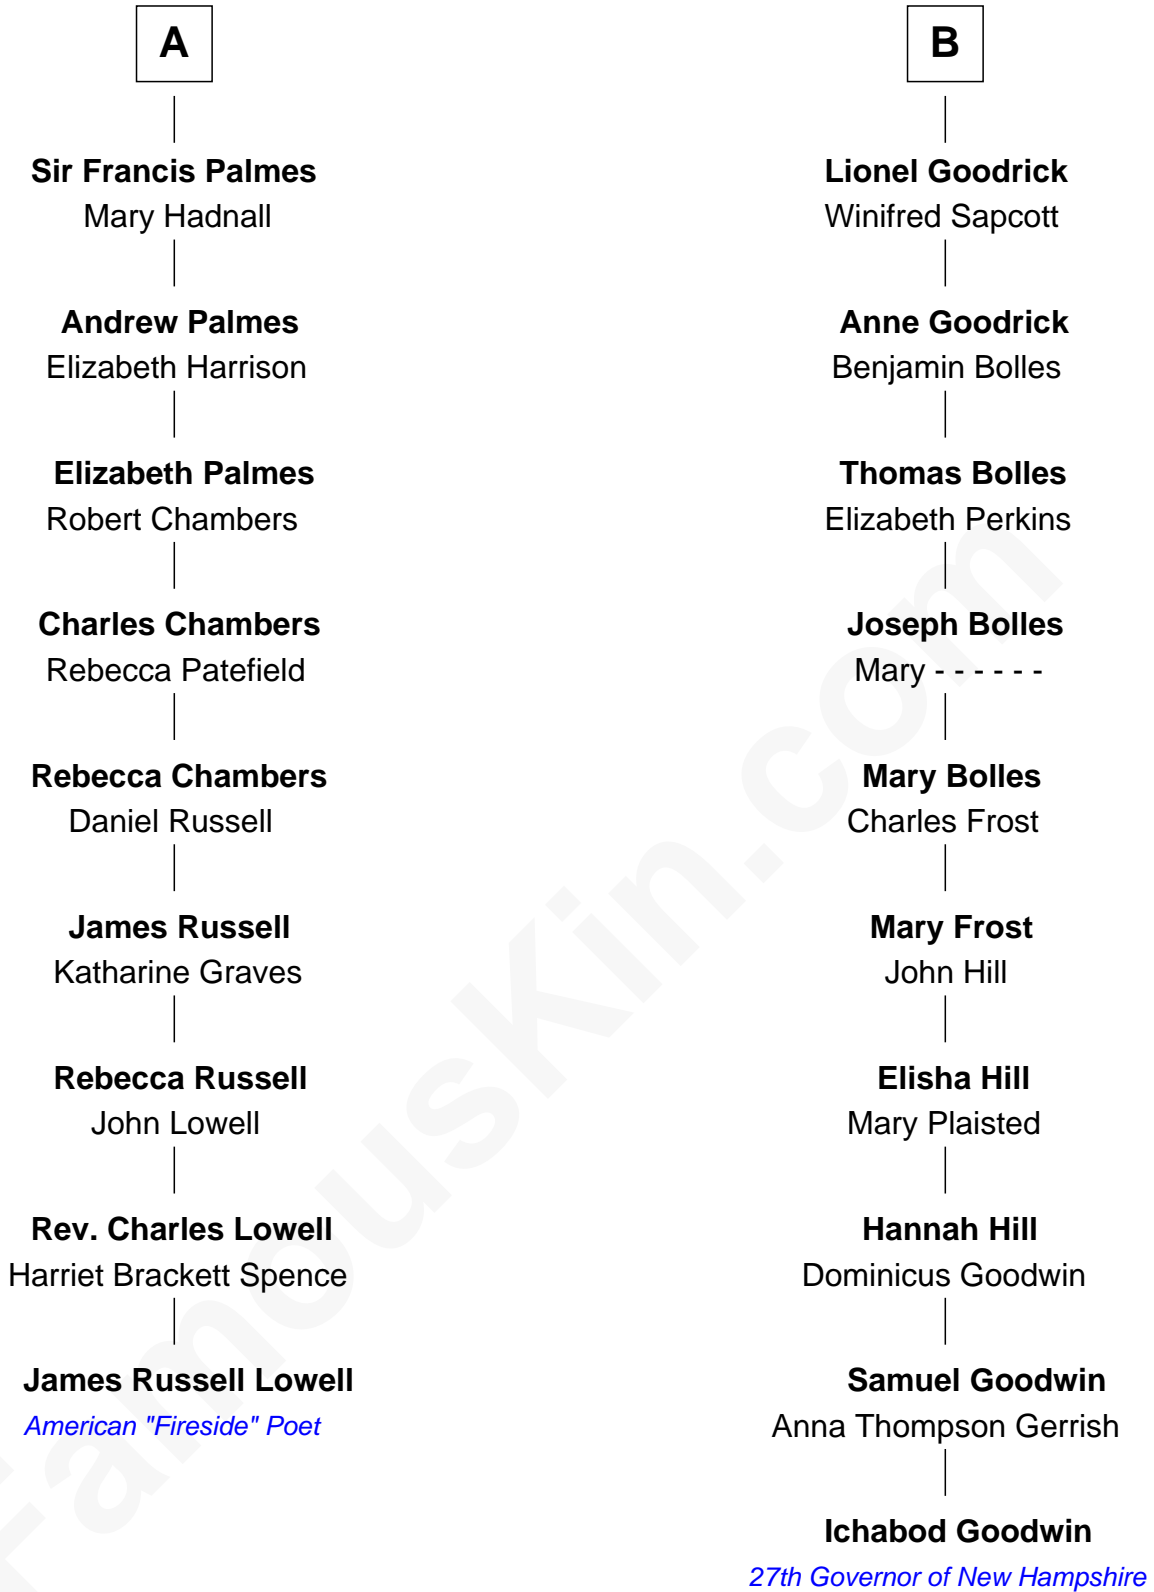 A
Sir Francis Palmes
Mary Hadnall
Andrew Palmes
Elizabeth Harrison
Elizabeth Palmes
Robert Chambers
Charles Chambers
Rebecca Patefield
Rebecca Chambers
Daniel Russell
James Russell
Katharine Graves
Rebecca Russell
John Lowell
Rev. Charles Lowell
Harriet Brackett Spence
James Russell Lowell
American "Fireside" Poet
B
Lionel Goodrick
Winifred Sapcott
Anne Goodrick
Benjamin Bolles
Thomas Bolles
Elizabeth Perkins
Joseph Bolles
Mary - - - - - -
Mary Bolles
Charles Frost
Mary Frost
John Hill
Elisha Hill
Mary Plaisted
Hannah Hill
Dominicus Goodwin
Samuel Goodwin
Anna Thompson Gerrish
Ichabod Goodwin
27th Governor of New Hampshire
FamousKin.com